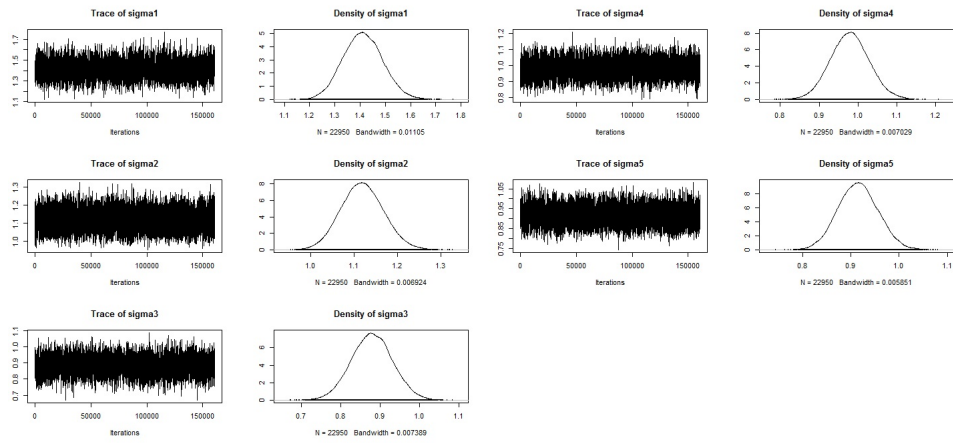 Trace of sigma1
1.1 1.3 1.5 1.7
0 50000 100000 150000
Iterations
Density of sigma1
0 1 2 3 4 5
1.1 1.2 1.3 1.4 1.5 1.6 1.7 1.8
N = 22950 Bandwidth = 0.01105
Trace of sigma4
0.8 0.9 1.0 1.1 1.2
0 50000 100000 150000
Iterations
Density of sigma4
0 2 4 6 8
0.8 0.9 1.0 1.1 1.2
N = 22950 Bandwidth = 0.007029
Trace of sigma2
1.0 1.1 1.2 1.3
0 50000 100000 150000
Iterations
Density of sigma2
0 2 4 6 8
1.0 1.1 1.2 1.3
N = 22950 Bandwidth = 0.006924
Trace of sigma5
0.75 0.85 0.95 1.05
0 50000 100000 150000
Iterations
Density of sigma5
0 2 4 6 8
0.8 0.9 1.0 1.1
N = 22950 Bandwidth = 0.005851
Trace of sigma3
0.7 0.8 0.9 1.0 1.1
0 50000 100000 150000
Iterations
Density of sigma3
0 2 4 6
0.7 0.8 0.9 1.0 1.1
N = 22950 Bandwidth = 0.007389